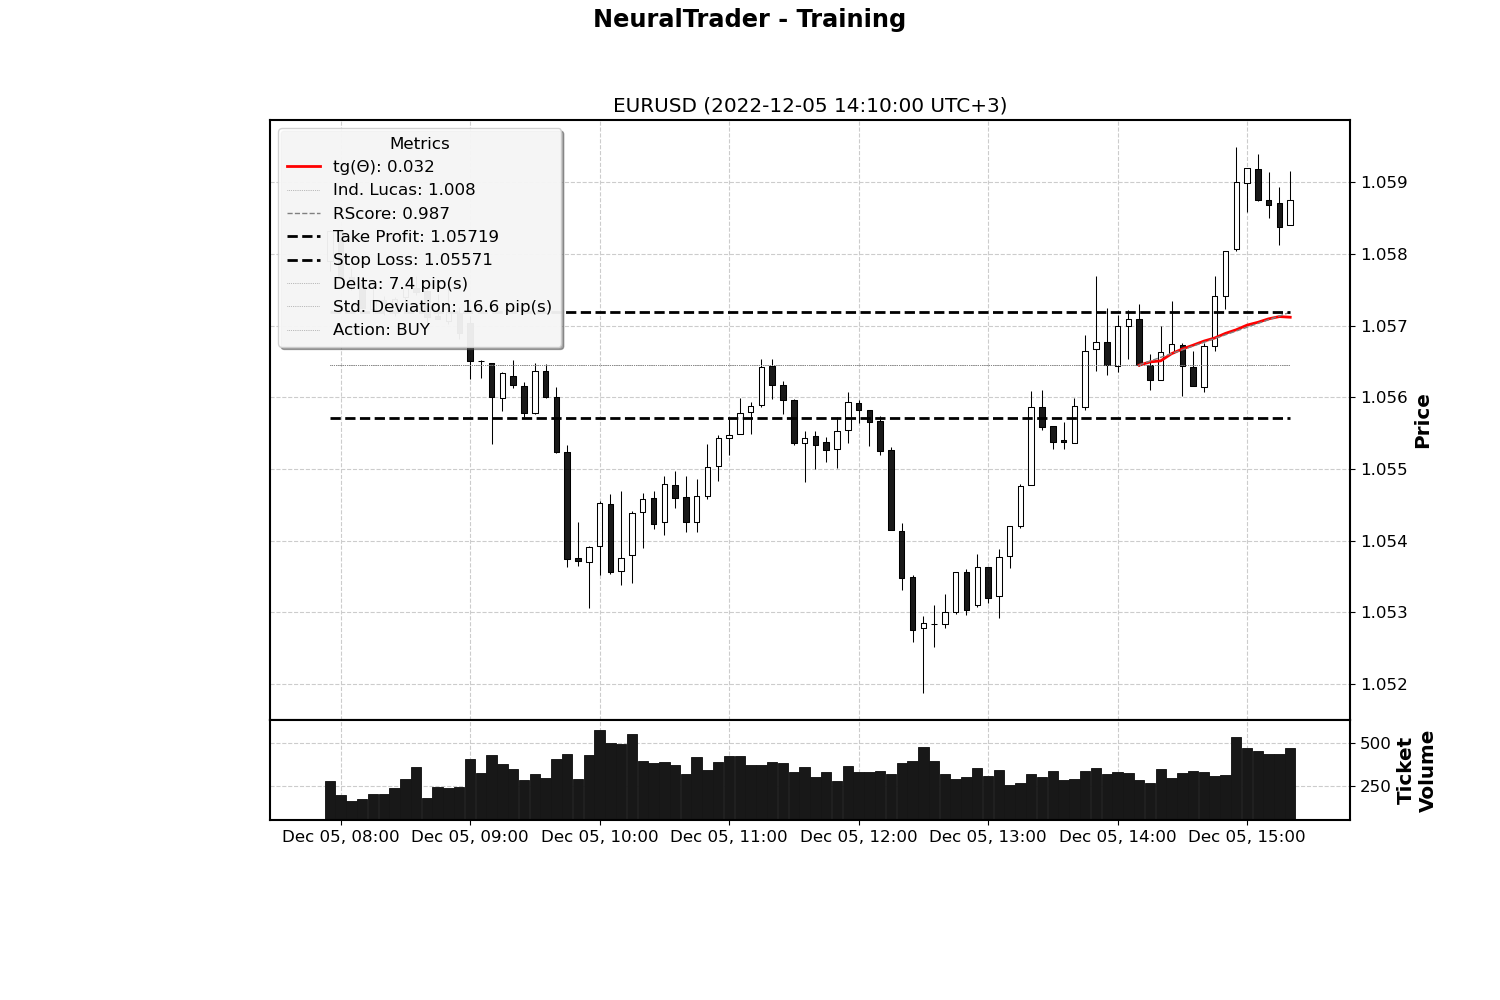 NeuralTrader - Training
EURUSD (2022-12-05 14:10:00 UTC+3)
Metrics
tg(Θ): 0.032
Ind. Lucas: 1.008
RScore: 0.987
Take Profit: 1.05719
Stop Loss: 1.05571
Delta: 7.4 pip(s)
Std. Deviation: 16.6 pip(s)
Action: BUY
1.059
1.058
1.057
1.056
1.055
1.054
1.053
1.052
Price
500
250
Ticket
Volume
Dec 05, 08:00
Dec 05, 09:00
Dec 05, 10:00
Dec 05, 11:00
Dec 05, 12:00
Dec 05, 13:00
Dec 05, 14:00
Dec 05, 15:00